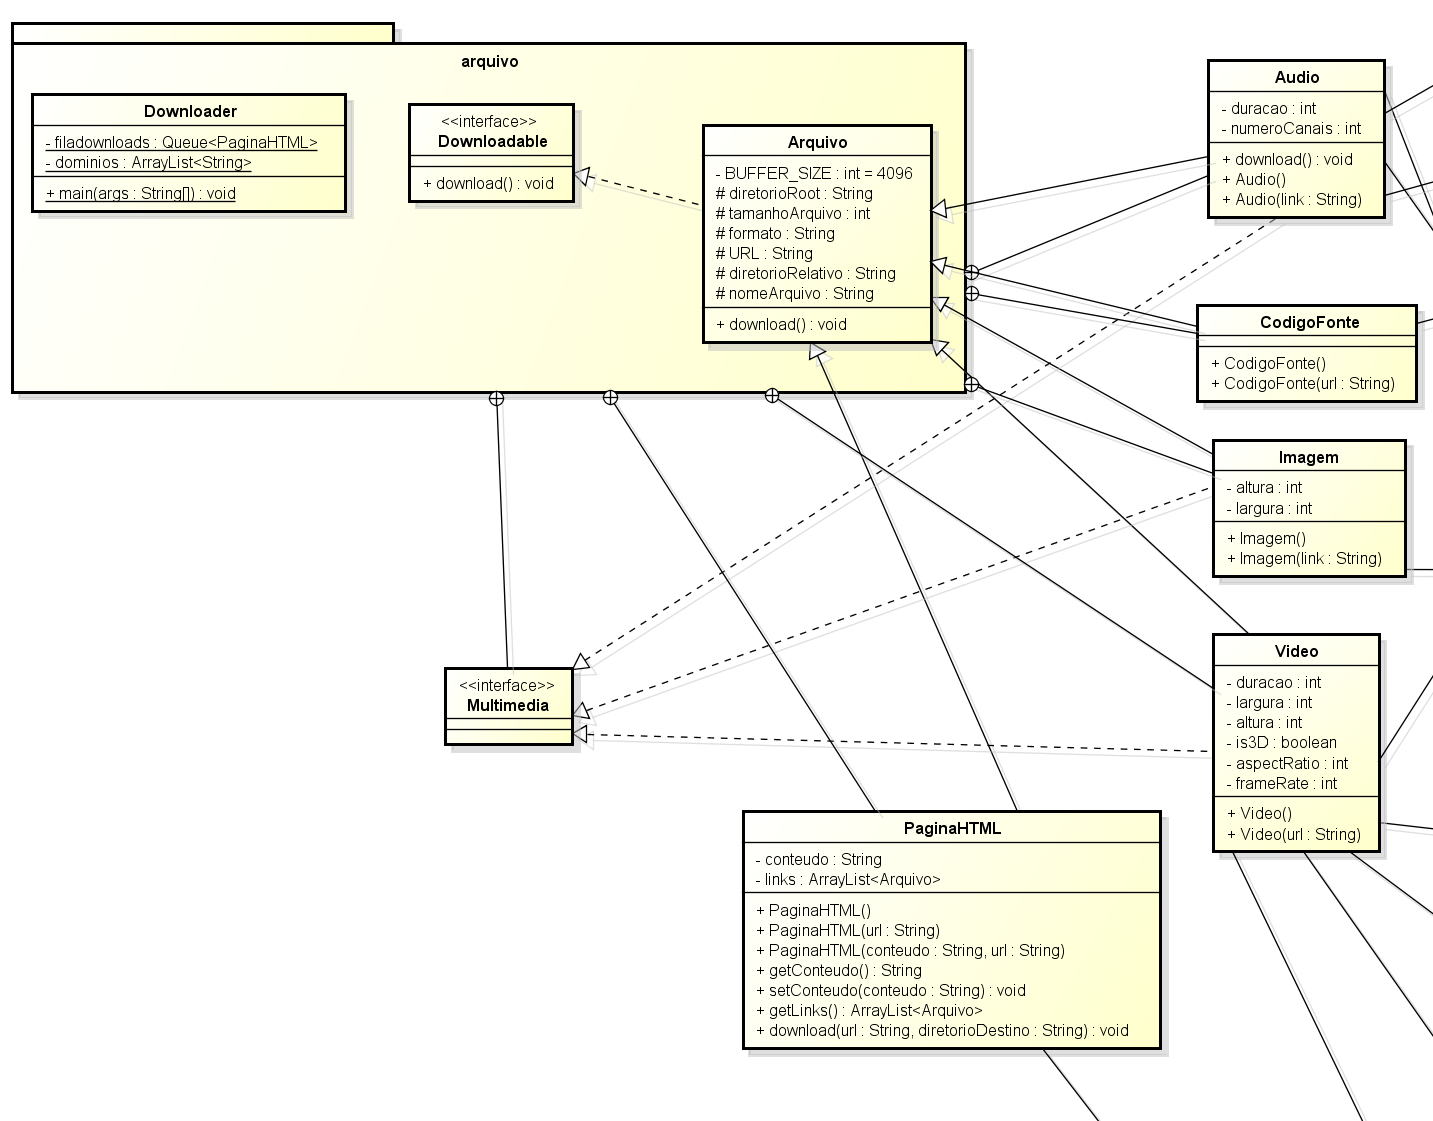 arquivo
Downloader
- filadownloads : Queue<PaginaHTML>
- dominios : ArrayList<String>
+ main(args : String[]) : void
<<interface>>
Downloadable
+ download() : void
Arquivo
- BUFFER_SIZE : int = 4096
# diretorioRoot : String
# tamanhoArquivo : int
# formato : String
# URL : String
# diretorioRelativo : String
# nomeArquivo : String
+ download() : void
Audio
- duracao : int
- numeroCanais : int
+ download() : void
+ Audio()
+ Audio(link : String)
CodigoFonte
+ CodigoFonte()
+ CodigoFonte(url : String)
Imagem
- altura : int
- largura : int
+ Imagem()
+ Imagem(link : String)
<<interface>>
Multimedia
Video
- duracao : int
- largura : int
- altura : int
- is3D : boolean
- aspectRatio : int
- frameRate : int
+ Video()
+ Video(url : String)
PaginaHTML
- conteudo : String
- links : ArrayList<Arquivo>
+ PaginaHTML()
+ PaginaHTML(url : String)
+ PaginaHTML(conteudo : String, url : String)
+ getConteudo() : String
+ setConteudo(conteudo : String) : void
+ getLinks() : ArrayList<Arquivo>
+ download(url : String, diretorioDestino : String) : void